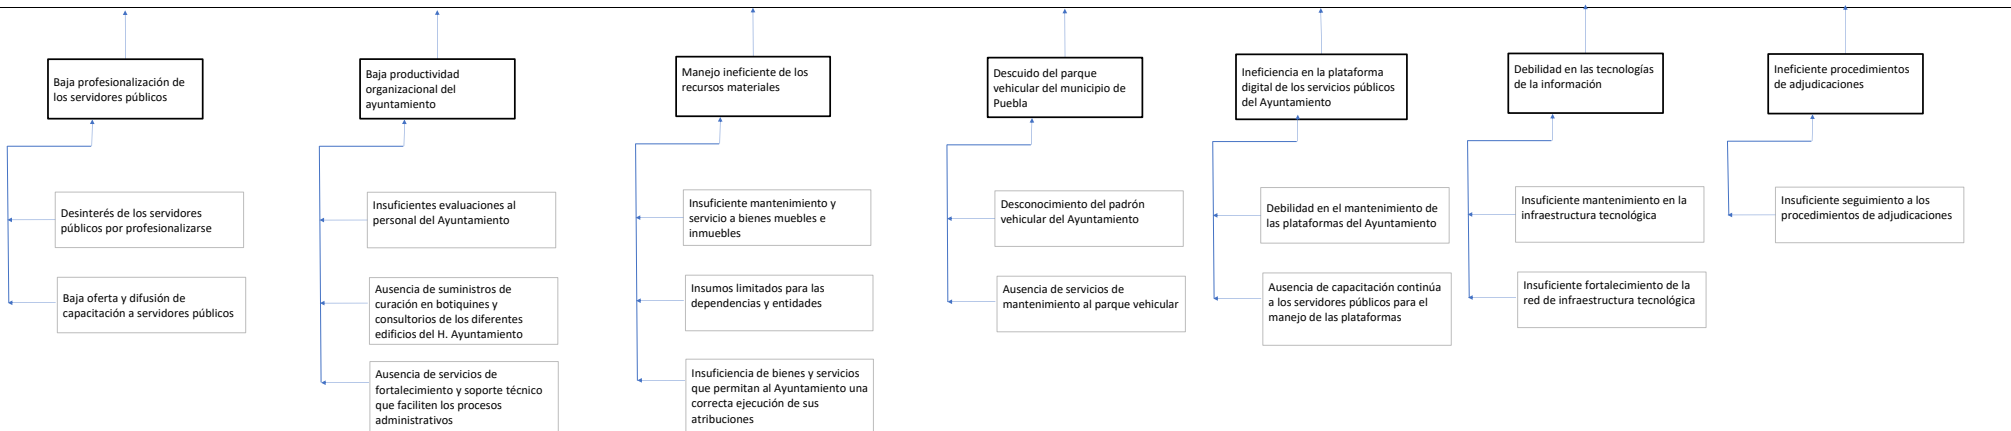 Baja profesionalización de
los servidores públicos
Baja productividad
organizacional del
ayuntamiento
Manejo ineficiente de los
recursos materiales
Descuido del parque
vehicular del municipio de
Puebla
Ineficiencia en la plataforma
digital de los servicios públicos
del Ayuntamiento
Debilidad en las tecnologías
de la información
Ineficiente procedimientos
de adjudicaciones
Desinterés de los servidores
públicos por profesionalizarse
Insuficientes evaluaciones al
personal del Ayuntamiento
Insuficiente mantenimiento y
servicio a bienes muebles e
inmuebles
Desconocimiento del padrón
vehicular del Ayuntamiento
Debilidad en el mantenimiento de
las plataformas del Ayuntamiento
Insuficiente mantenimiento en la
infraestructura tecnológica
Insuficiente seguimiento a los
procedimientos de adjudicaciones
Baja oferta y difusión de
capacitación a servidores públicos
Ausencia de suministros de
curación en botiquines y
consultorios de los diferentes
edificios del H. Ayuntamiento
Insumos limitados para las
dependencias y entidades
Ausencia de servicios de
mantenimiento al parque vehicular
Ausencia de capacitación continúa
a los servidores públicos para el
manejo de las plataformas
Insuficiente fortalecimiento de la
red de infraestructura tecnológica
Ausencia de servicios de
fortalecimiento y soporte técnico
que faciliten los procesos
administrativos
Insuficiencia de bienes y servicios
que permitan al Ayuntamiento una
correcta ejecución de sus
atribuciones